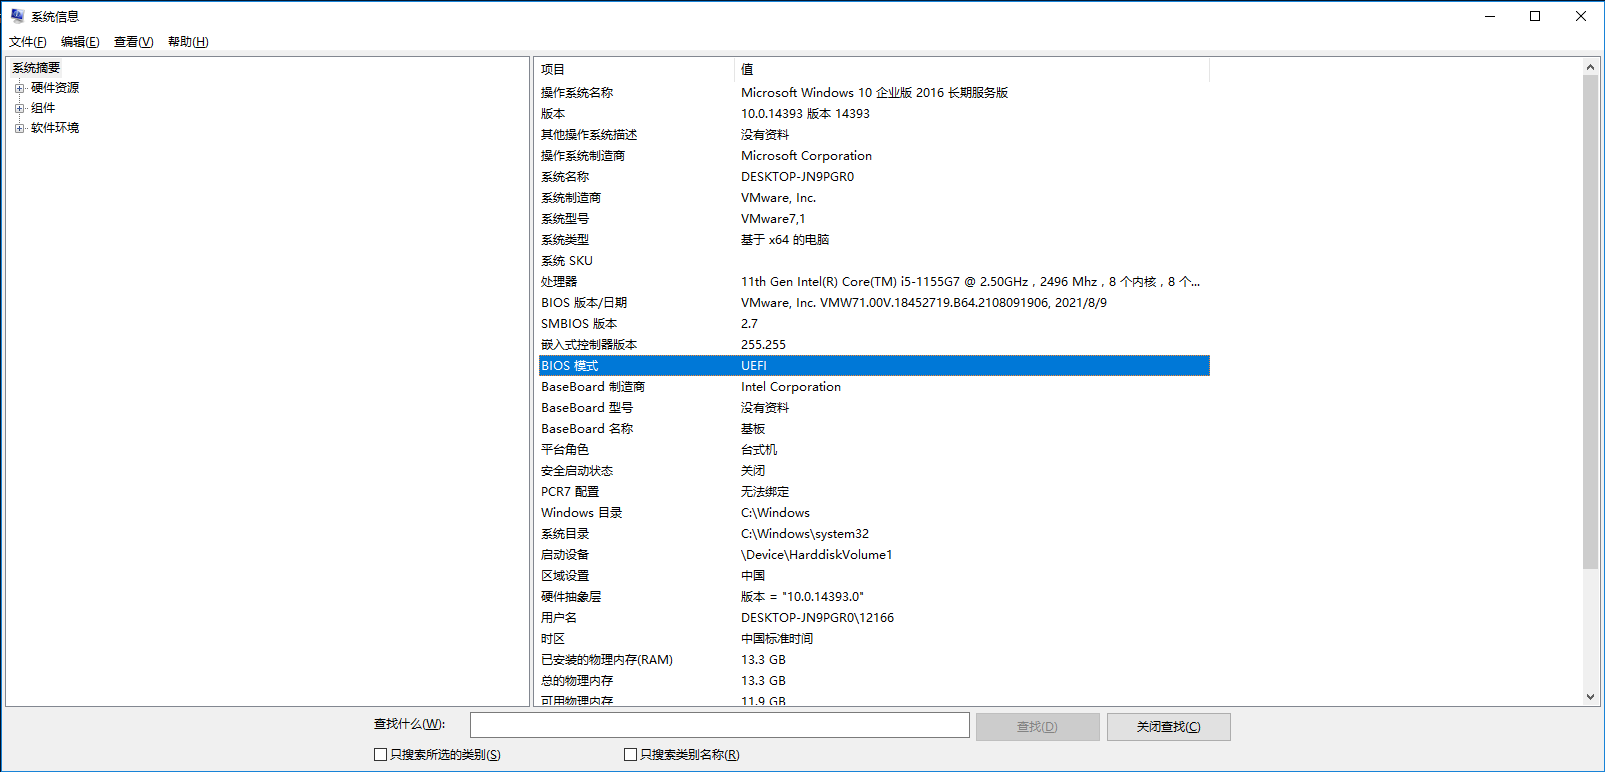 系统信息
文件(F) 编辑(E) 查看(V) 帮助(H)
系统摘要
硬件资源
组件
软件环境
项目 值
操作系统名称 Microsoft Windows 10 企业版 2016 长期服务版
版本 10.0.14393 版本 14393
其他操作系统描述 没有资料
操作系统制造商 Microsoft Corporation
系统名称 DESKTOP-JN9PGR0
系统制造商 VMware, Inc.
系统型号 VMware7,1
系统类型 基于 x64 的电脑
系统 SKU
处理器 11th Gen Intel(R) Core(TM) i5-1155G7 @ 2.50GHz，2496 Mhz，8 个内核，8 个...
BIOS 版本/日期 VMware, Inc. VMW71.00V.18452719.B64.2108091906, 2021/8/9
SMBIOS 版本 2.7
嵌入式控制器版本 255.255
BIOS 模式 UEFI
BaseBoard 制造商 Intel Corporation
BaseBoard 型号 没有资料
BaseBoard 名称 基板
平台角色 台式机
安全启动状态 关闭
PCR7 配置 无法绑定
Windows 目录 C:\Windows
系统目录 C:\Windows\system32
启动设备 \Device\HarddiskVolume1
区域设置 中国
硬件抽象层 版本 = "10.0.14393.0"
用户名 DESKTOP-JN9PGR0\12166
时区 中国标准时间
已安装的物理内存(RAM) 13.3 GB
总的物理内存 13.3 GB
可用物理内存 11.9 GB
查找什么(W): 查找(D) 关闭查找(C)
只搜索所选的类别(S) 只搜索类别名称(R)